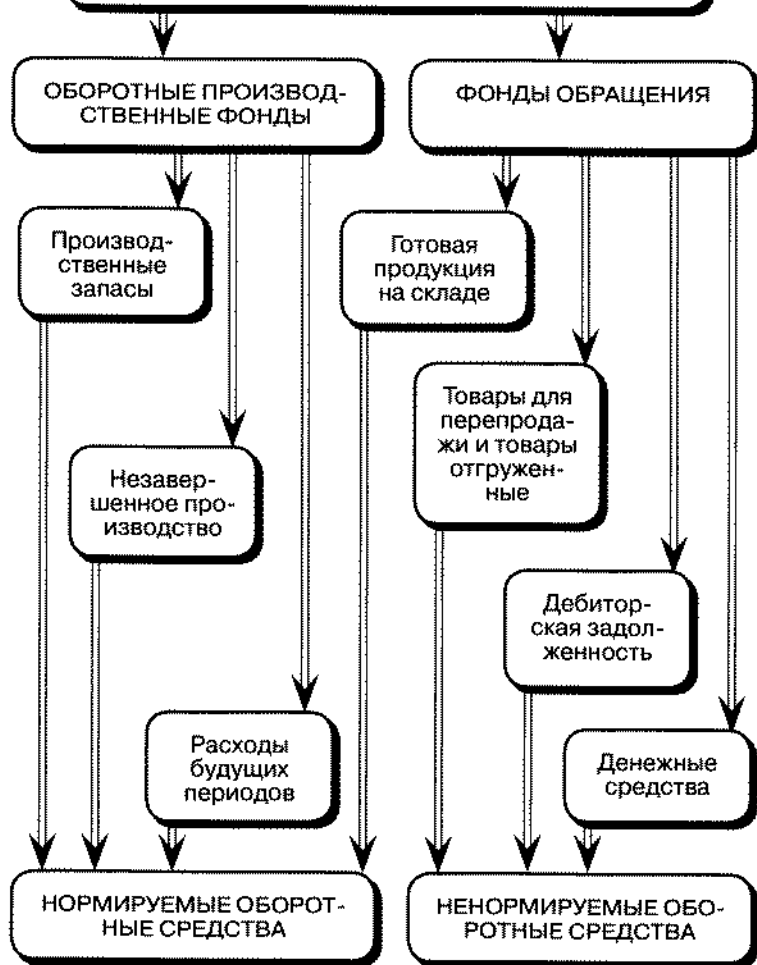 ОБОРОТНЫЕ ПРОИЗВОД-
СТВЕННЫЕ ФОНДЫ
ФОНДЫ ОБРАЩЕНИЯ
Производ-
ственные
запасы
Готовая
продукция
на складе
Товары для
перепрода-
жи и товары
отгружен-
ные
Незавер-
шенное про-
изводство
Дебитор-
ская задол-
женность
Расходы
будущих
периодов
Денежные
средства
НОРМИРУЕМЫЕ ОБОРОТ-
НЫЕ СРЕДСТВА
НЕНОРМИРУЕМЫЕ ОБО-
РОТНЫЕ СРЕДСТВА